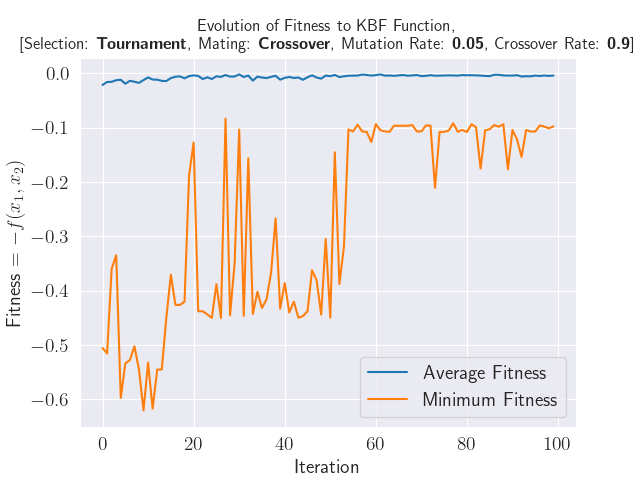 Evolution of Fitness to KBF Function,
[Selection: Tournament, Mating: Crossover, Mutation Rate: 0.05, Crossover Rate: 0.9]
Fitness = −f(x₁, x₂)
0.0
−0.1
−0.2
−0.3
−0.4
−0.5
−0.6
Average Fitness
Minimum Fitness
0 20 40 60 80 100
Iteration